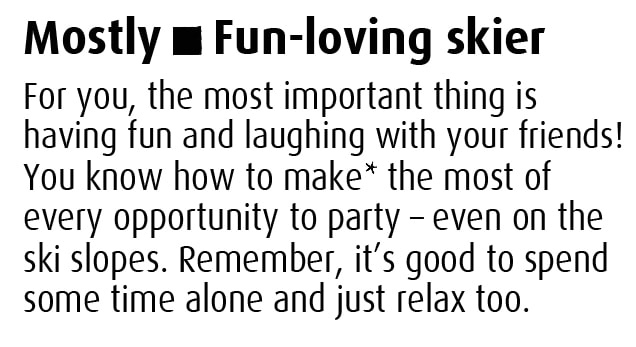 Mostly ■ Fun-loving skier
For you, the most important thing is
having fun and laughing with your friends!
You know how to make* the most of
every opportunity to party – even on the
ski slopes. Remember, it's good to spend
some time alone and just relax too.